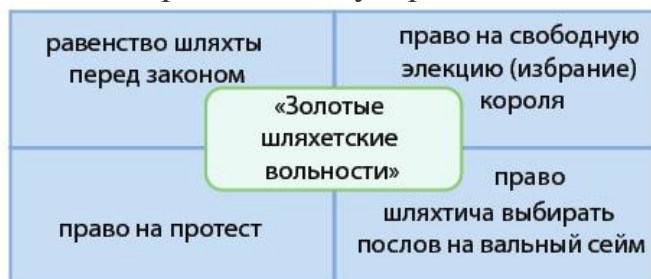 равенство шляхты
перед законом
право на свободную
элекцию (избрание)
короля
«Золотые
шляхетские
вольности»
право на протест
право
шляхтича выбирать
послов на вальный сейм